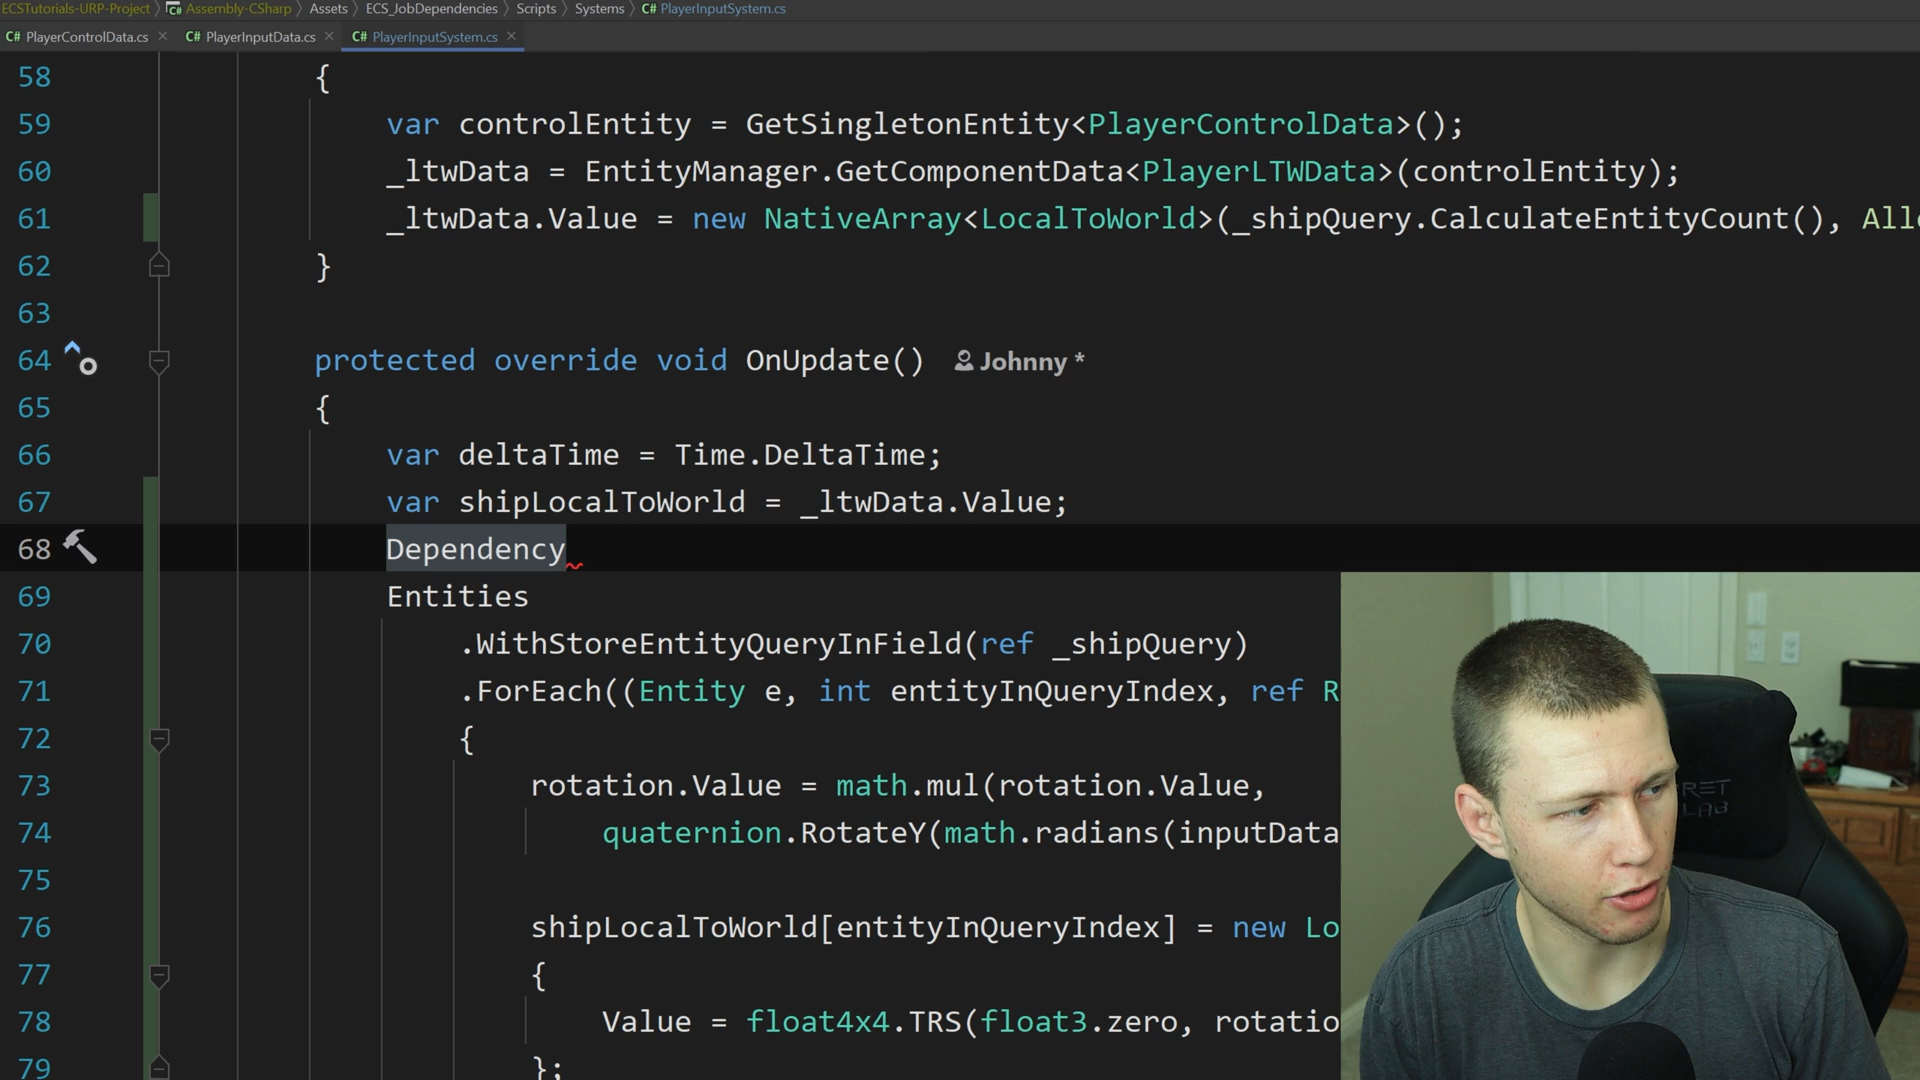 ECSTutorials-URP-Project > C# Assembly-CSharp > Assets > ECS_JobDependencies > Scripts > Systems > C# PlayerInputSystem.cs
C# PlayerControlData.cs × C# PlayerInputData.cs × C# PlayerInputSystem.cs ×
58 {
59 var controlEntity = GetSingletonEntity<PlayerControlData>();
60 _ltwData = EntityManager.GetComponentData<PlayerLTWData>(controlEntity);
61 _ltwData.Value = new NativeArray<LocalToWorld>(_shipQuery.CalculateEntityCount(),
62 }
63
64 protected override void OnUpdate() Johnny *
65 {
66 var deltaTime = Time.DeltaTime;
67 var shipLocalToWorld = _ltwData.Value;
68 Dependency
69 Entities
70 .WithStoreEntityQueryInField(ref _shipQuery)
71 .ForEach((Entity e, int entityInQueryIndex, ref R
72 {
73 rotation.Value = math.mul(rotation.Value,
74 quaternion.RotateY(math.radians(inputData
75
76 shipLocalToWorld[entityInQueryIndex] = new Lo
77 {
78 Value = float4x4.TRS(float3.zero, rotatio
79 };